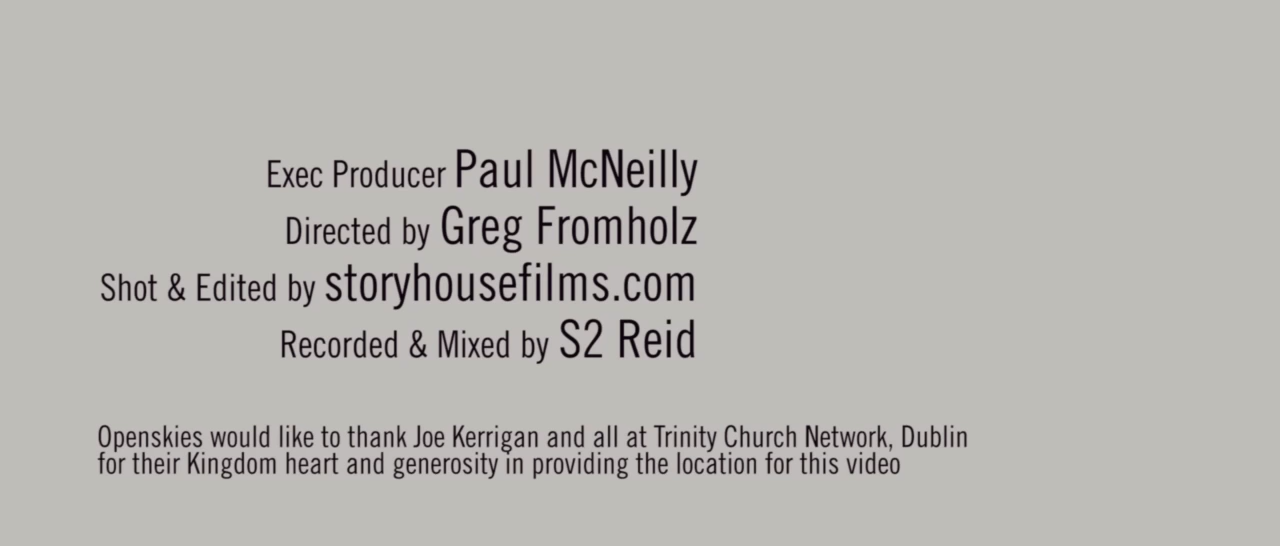 Exec Producer Paul McNeilly
Directed by Greg Fromholz
Shot & Edited by storyhousefilms.com
Recorded & Mixed by S2 Reid
Openskies would like to thank Joe Kerrigan and all at Trinity Church Network, Dublin
for their Kingdom heart and generosity in providing the location for this video